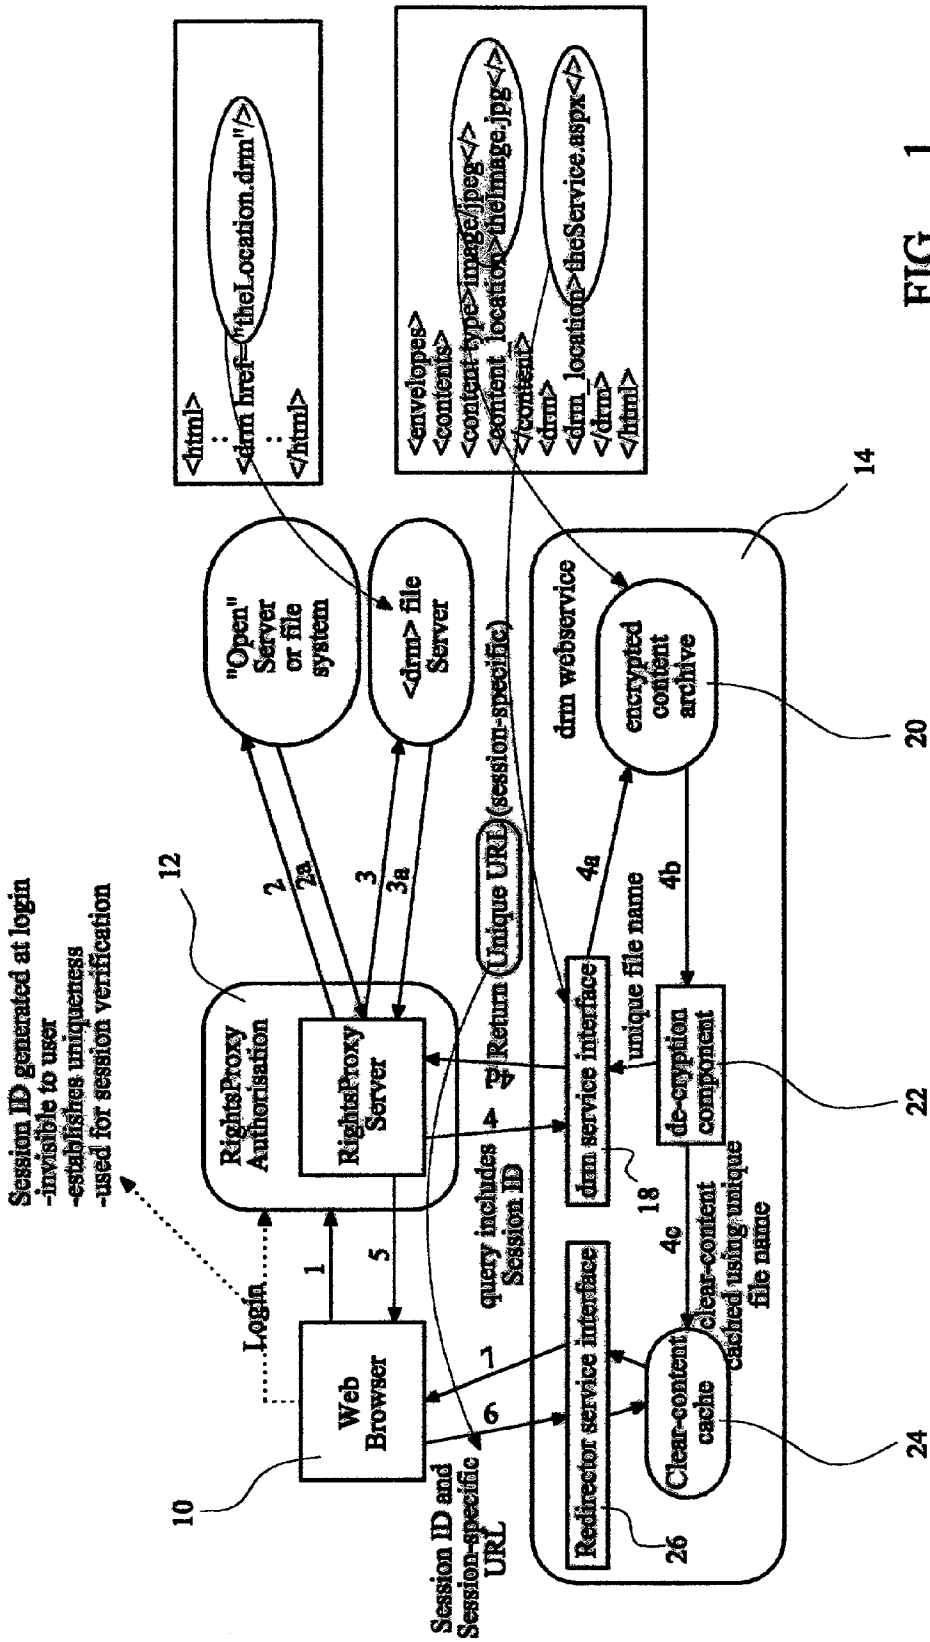 Session ID generated at login
-invisible to user
-establishes uniqueness
-used for session verification
Login
10
Web
Browser
1
5
12
RightsProxy
Authorisation
RightsProxy
Server
2
2a
3
3a
"Open"
Server
or file
system
<drm> file
Server
<html>
:
<drm href="theLocation.drm"/>
:
</html>
<envelopes>
<contents>
<content type>image/jpeg</>
<content_location>theImage.jpg</>
</content>
<drm>
<drm_location>theService.aspx</>
</drm>
</html>
Session ID and
Session-specific
URL
6
7
query includes
Session ID
4
Return Unique URL (session-specific)
Redirector service interface
26
drm service interface
18
drm webservice
14
4a
unique file name
encrypted
content
archive
20
4b
de-cryption
component
22
4c
clear-content
cached using unique
file name
Clear-content
cache
24
FIG. 1